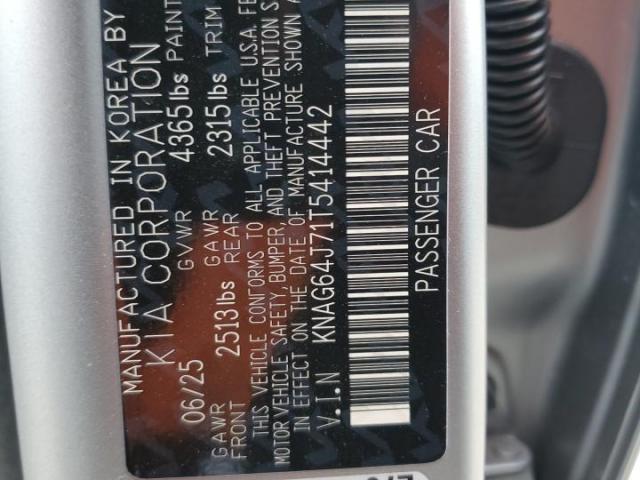 MANUFACTURED IN KOREA BY
KIA CORPORATION
06/25 GVWR 4365lbs PAINT
GAWR FRONT 2513lbs GAWR REAR 2315lbs TRIM
THIS VEHICLE CONFORMS TO ALL APPLICABLE U.S.A. FE
MOTOR VEHICLE SAFETY, BUMPER, AND THEFT PREVENTION S
IN EFFECT ON THE DATE OF MANUFACTURE SHOWN A
V.I.N KNAG64J71T5414442
PASSENGER CAR